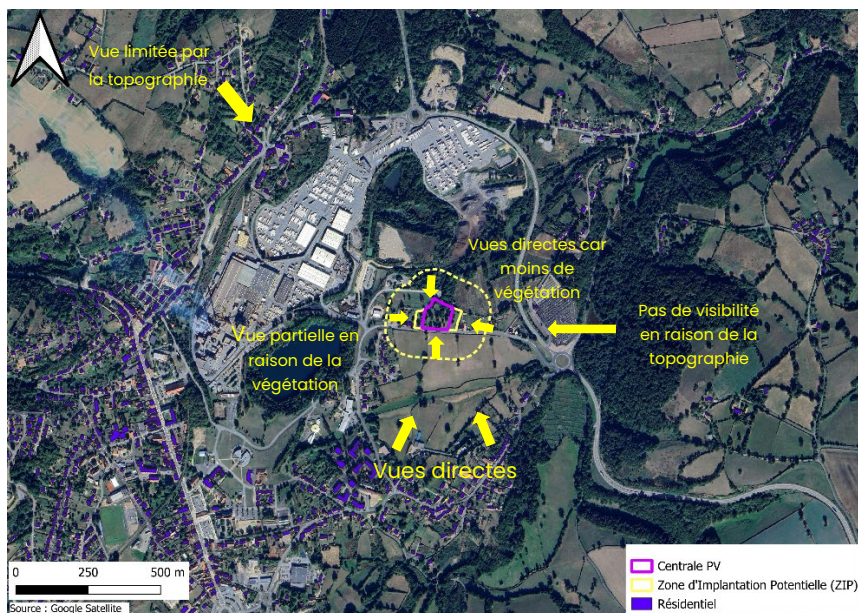 Vue limitée par
la topographie
Vues directes car
moins de
végétation
Pas de visibilité
en raison de la
topographie
Vue partielle en
raison de la
végétation
Vues directes
0 250 500 m
Source : Google Satellite
Centrale PV
Zone d'Implantation Potentielle (ZIP)
Résidentiel